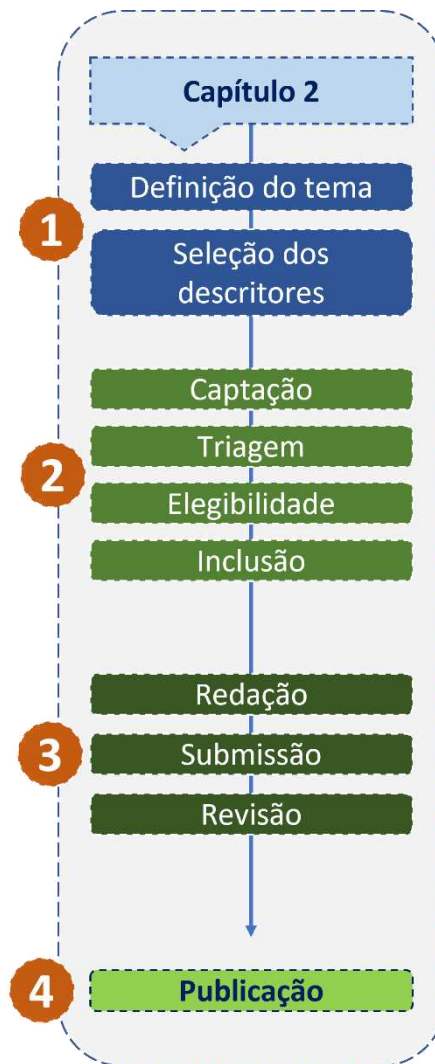 Capítulo 2
Definição do tema
1
Seleção dos
descritores
Captação
Triagem
2
Elegibilidade
Inclusão
Redação
3
Submissão
Revisão
4
Publicação